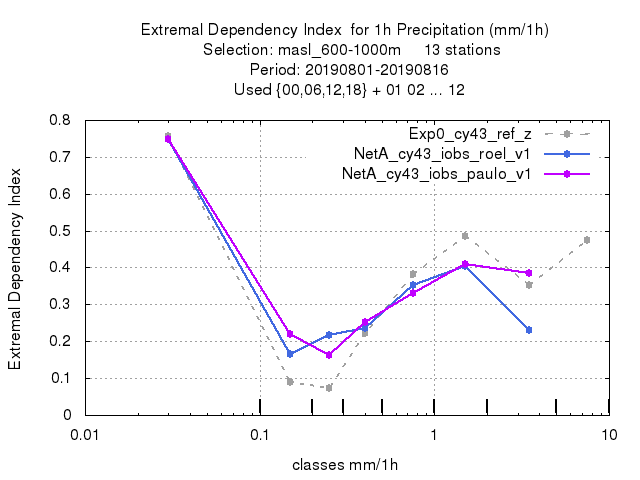 Extremal Dependency Index  for 1h Precipitation (mm/1h)
Selection: masl_600-1000m     13 stations
Period: 20190801-20190816
Used {00,06,12,18} + 01 02 ... 12
Exp0_cy43_ref_z
NetA_cy43_iobs_roel_v1
NetA_cy43_iobs_paulo_v1
0.8
0.7
0.6
0.5
0.4
0.3
0.2
0.1
0
Extremal Dependency Index
0.01
0.1
1
10
classes mm/1h